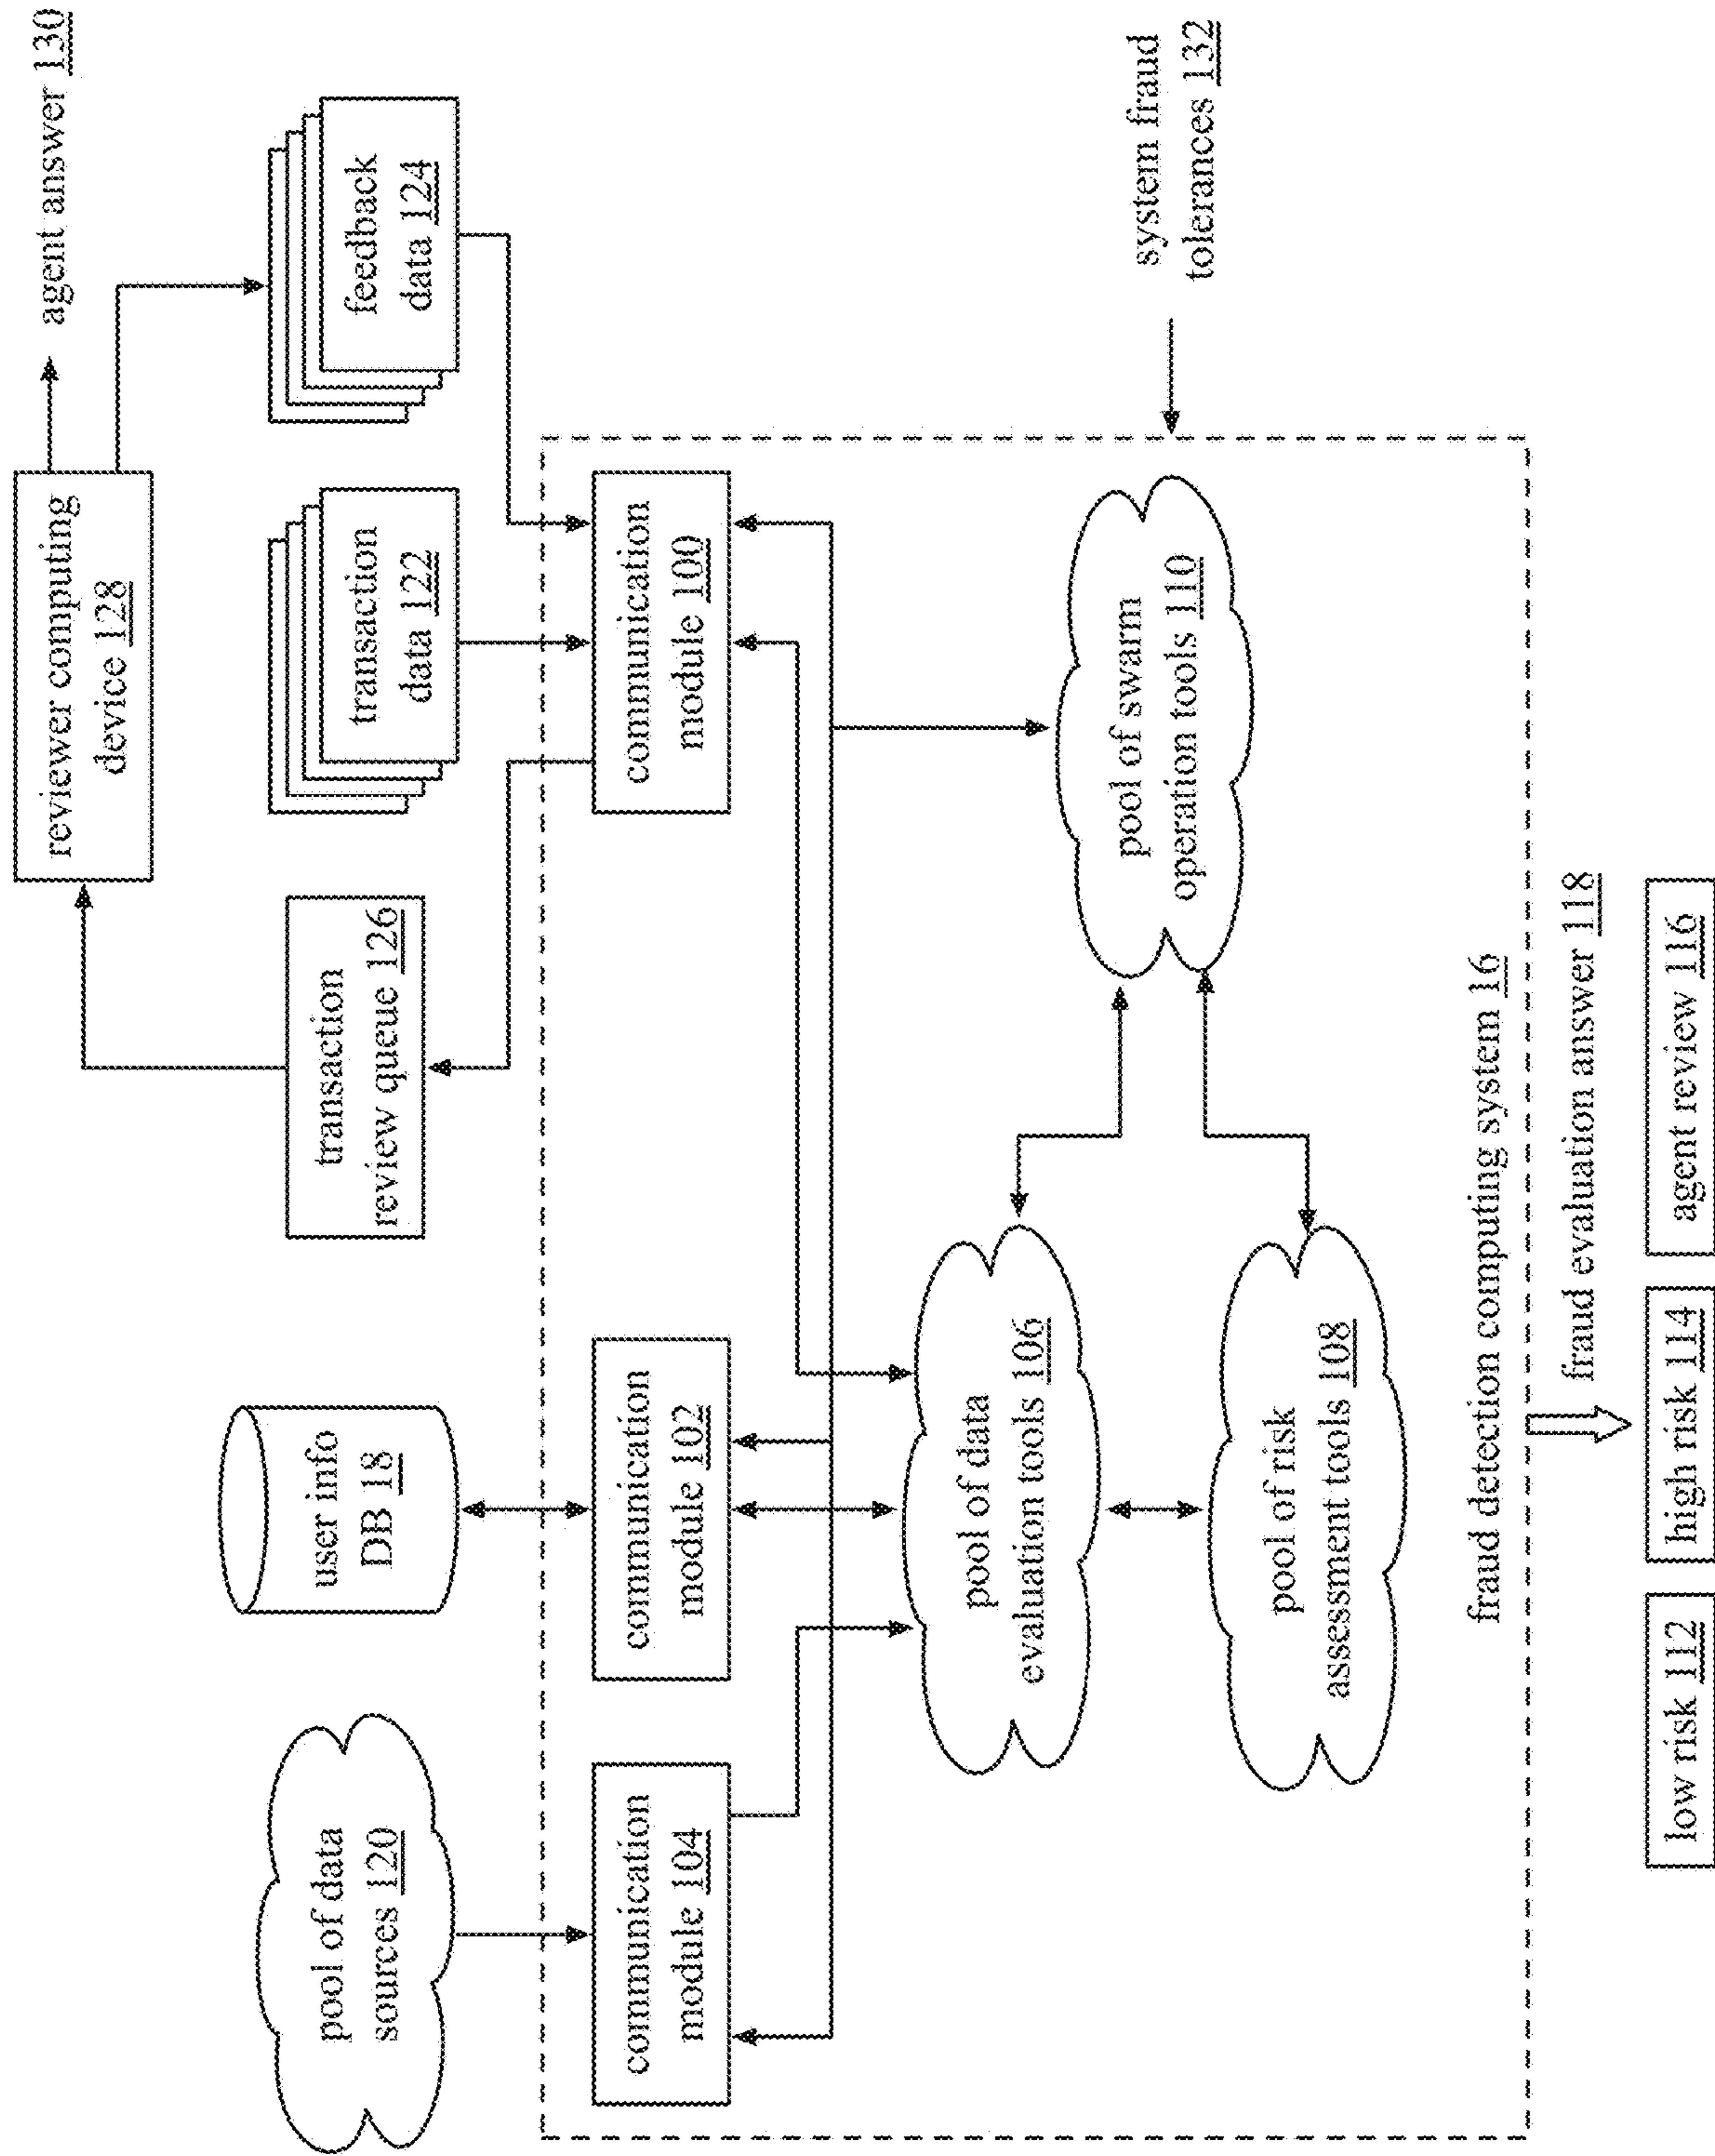 reviewer computing
device 128
agent answer 130
pool of data
sources 120
user info
DB 18
transaction
review queue 126
transaction
data 122
feedback
data 124
communication
module 104
communication
module 102
communication
module 100
pool of data
evaluation tools 106
pool of swarm
operation tools 110
system fraud
tolerances 132
pool of risk
assessment tools 108
fraud detection computing system 16
fraud evaluation answer 118
low risk 112
high risk 114
agent review 116